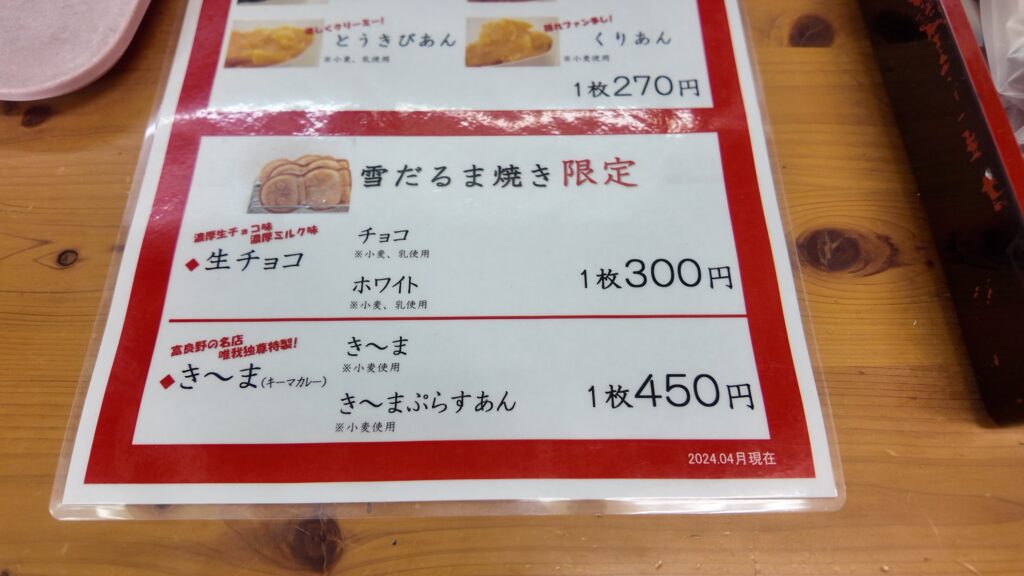 しくクリーミー!
とうきびあん
※小麦、乳使用
れファン多し!
くりあん
※小麦使用
1枚270円
雪だるま焼き限定
濃厚生チョコ味
濃厚ミルク味
◆生チョコ
チョコ
※小麦、乳使用
ホワイト
※小麦、乳使用
1枚300円
富良野の名店
唯我独尊特製!
◆き〜ま(キーマカレー)
き〜ま
※小麦使用
き〜まぷらすあん
※小麦使用
1枚450円
2024.04月現在